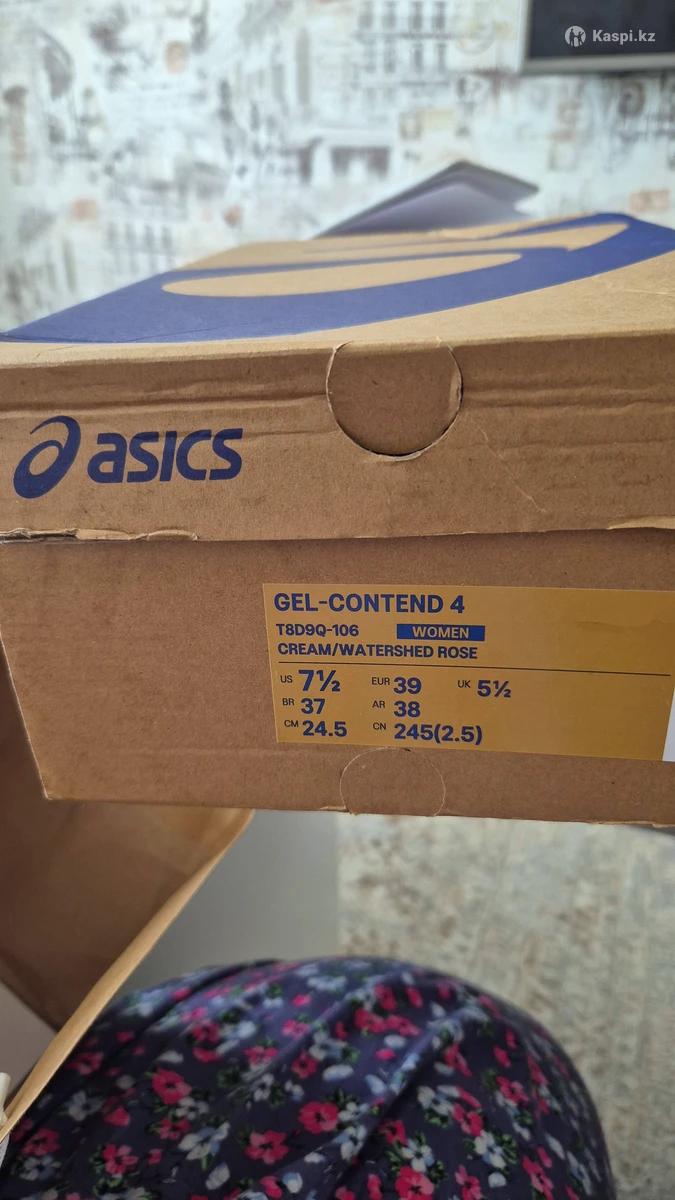 Kaspi.kz
asics
GEL-CONTEND 4
T8D9Q-106 WOMEN
CREAM/WATERSHED ROSE
US 7½ EUR 39 UK 5½
BR 37 AR 38
CM 24.5 CN 245(2.5)